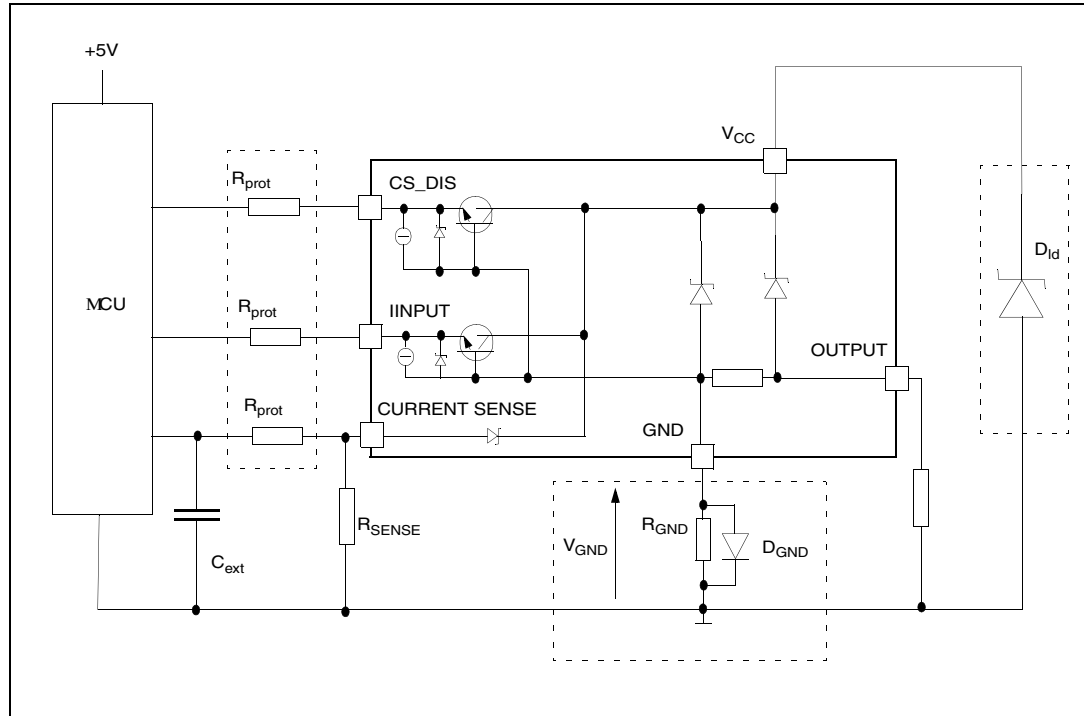 +5V
VCC
Rprot
CS_DIS
Dld
MCU
Rprot
IINPUT
OUTPUT
Rprot
CURRENT SENSE
GND
RSENSE
VGND
RGND
DGND
Cext